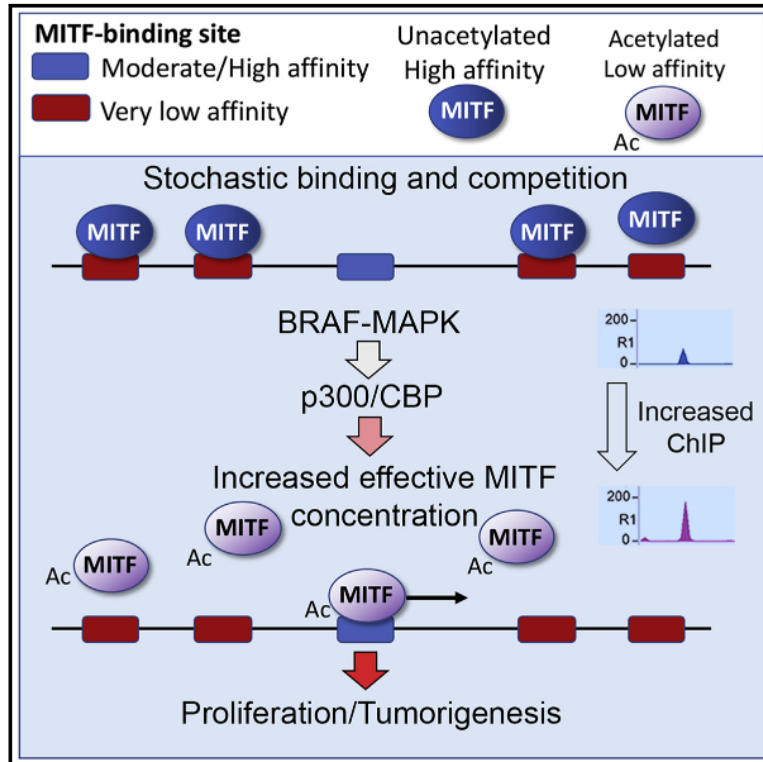 MITF-binding site
Moderate/High affinity
Very low affinity
Unacetylated
High affinity
MITF
Acetylated
Low affinity
MITF
Ac
Stochastic binding and competition
MITF
MITF
MITF
MITF
BRAF-MAPK
p300/CBP
Increased effective MITF
concentration
200
R1
0
Increased
ChIP
200
R1
0
Ac
MITF
Ac
MITF
Ac
MITF
Ac
MITF
Proliferation/Tumorigenesis